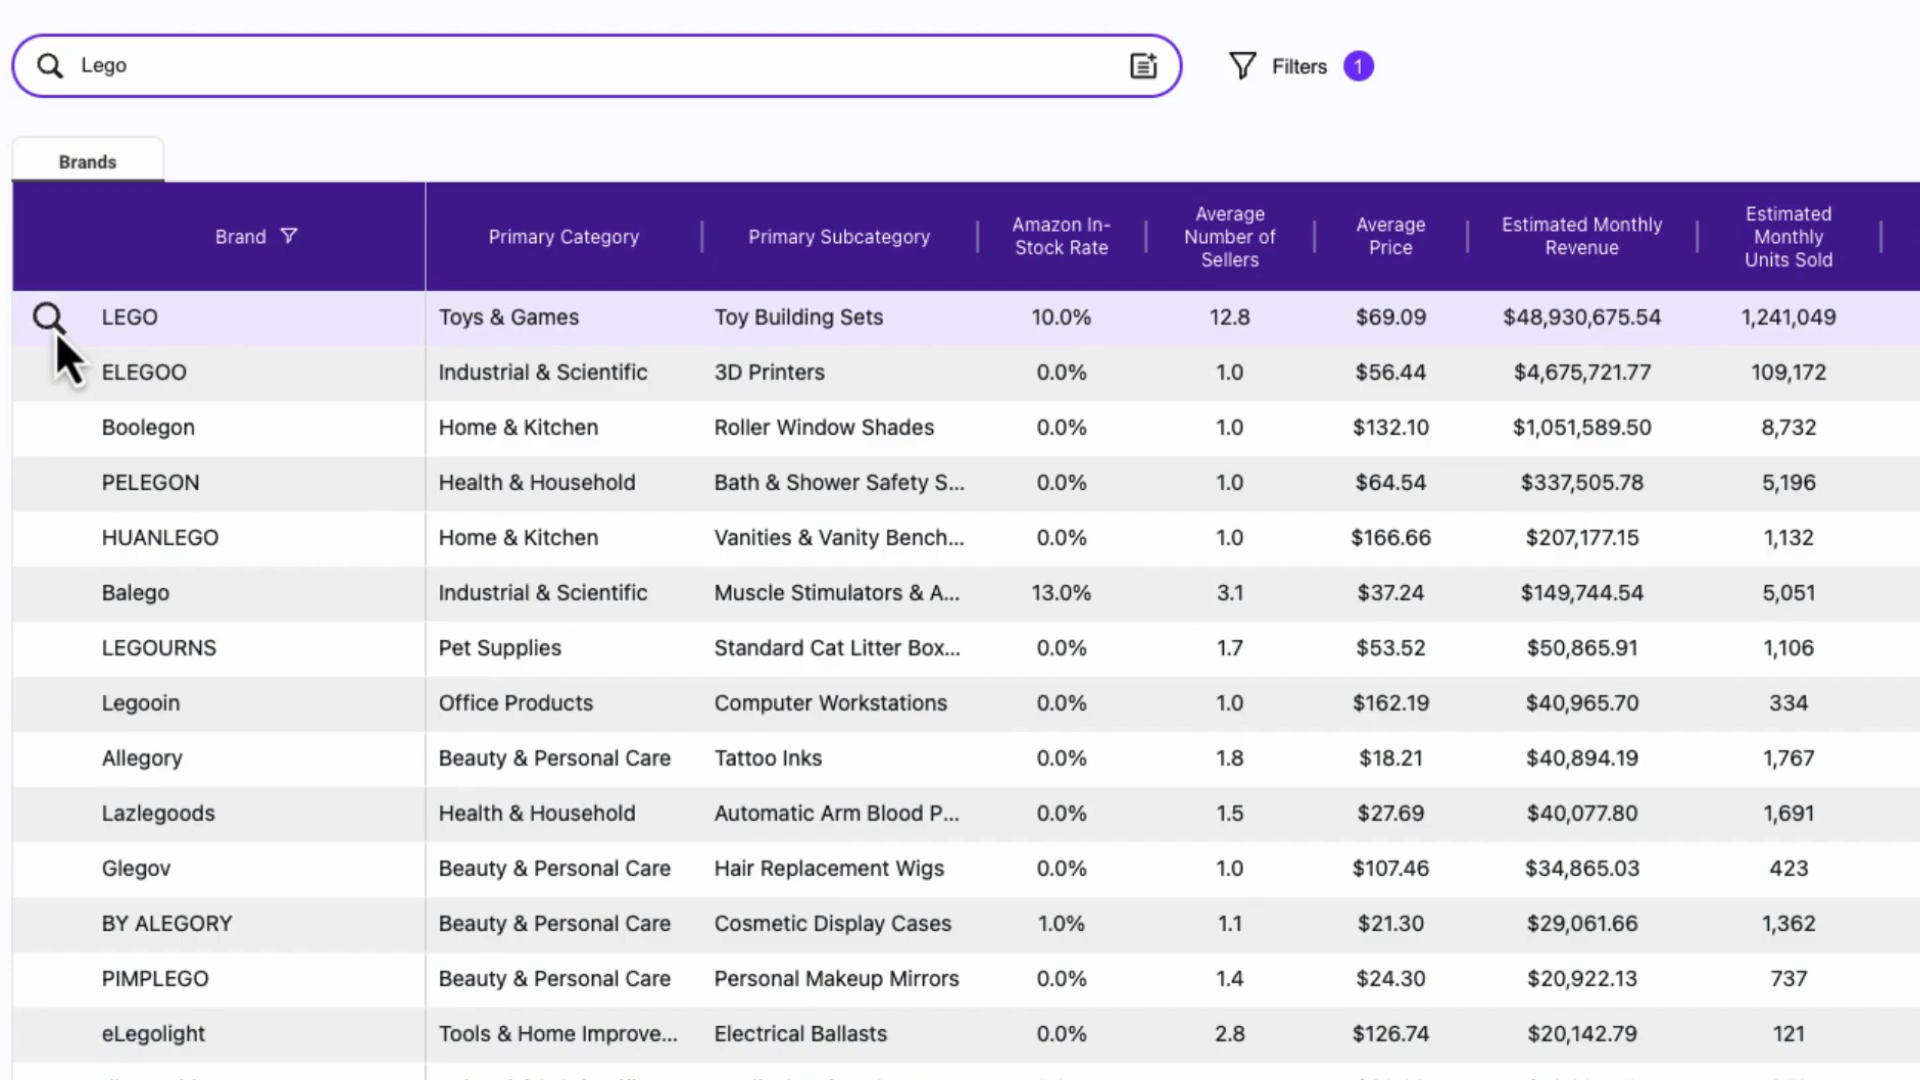 Lego
Filters 1
Brands
Brand Primary Category Primary Subcategory Amazon In-Stock Rate Average Number of Sellers Average Price Estimated Monthly Revenue Estimated Monthly Units Sold
LEGO Toys & Games Toy Building Sets 10.0% 12.8 $69.09 $48,930,675.54 1,241,049
ELEGOO Industrial & Scientific 3D Printers 0.0% 1.0 $56.44 $4,675,721.77 109,172
Boolegon Home & Kitchen Roller Window Shades 0.0% 1.0 $132.10 $1,051,589.50 8,732
PELEGON Health & Household Bath & Shower Safety S... 0.0% 1.0 $64.54 $337,505.78 5,196
HUANLEGO Home & Kitchen Vanities & Vanity Bench... 0.0% 1.0 $166.66 $207,177.15 1,132
Balego Industrial & Scientific Muscle Stimulators & A... 13.0% 3.1 $37.24 $149,744.54 5,051
LEGOURNS Pet Supplies Standard Cat Litter Box... 0.0% 1.7 $53.52 $50,865.91 1,106
Legooin Office Products Computer Workstations 0.0% 1.0 $162.19 $40,965.70 334
Allegory Beauty & Personal Care Tattoo Inks 0.0% 1.8 $18.21 $40,894.19 1,767
Lazlegoods Health & Household Automatic Arm Blood P... 0.0% 1.5 $27.69 $40,077.80 1,691
Glegov Beauty & Personal Care Hair Replacement Wigs 0.0% 1.0 $107.46 $34,865.03 423
BY ALEGORY Beauty & Personal Care Cosmetic Display Cases 1.0% 1.1 $21.30 $29,061.66 1,362
PIMPLEGO Beauty & Personal Care Personal Makeup Mirrors 0.0% 1.4 $24.30 $20,922.13 737
eLegolight Tools & Home Improve... Electrical Ballasts 0.0% 2.8 $126.74 $20,142.79 121